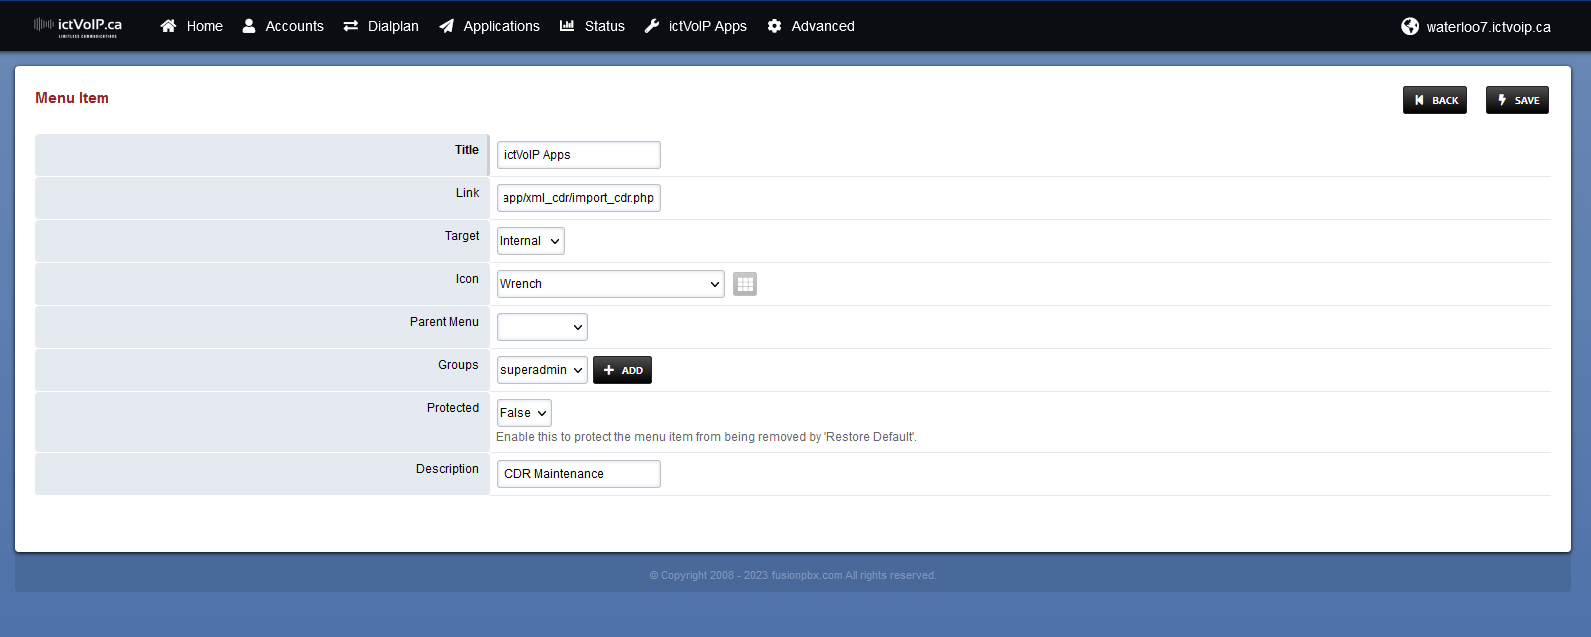 ictVoIP.ca
LIMITLESS COMMUNICATIONS
Home Accounts Dialplan Applications Status ictVoIP Apps Advanced waterloo7.ictvoip.ca
Menu Item BACK SAVE
Title ictVoIP Apps
Link app/xml_cdr/import_cdr.php
Target Internal
Icon Wrench
Parent Menu
Groups superadmin ADD
Protected False
Enable this to protect the menu item from being removed by 'Restore Default'.
Description CDR Maintenance
© Copyright 2008 - 2023 fusionpbx.com All rights reserved.